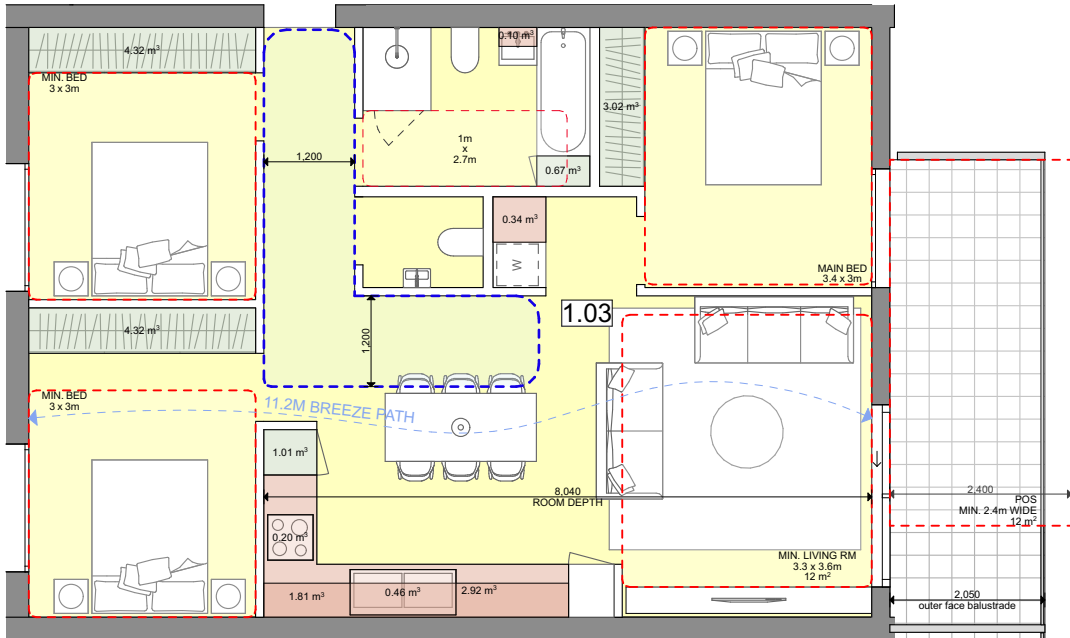 4.32 m³
MIN. BED
3 x 3m
1,200
0.10 m³
1m
x
2.7m
0.67 m³
3.02 m³
0.34 m³
W
MAIN BED
3.4 x 3m
1.03
4.32 m³
1,200
MIN. BED
3 x 3m
11.2M BREEZE PATH
1.01 m³
8,040
ROOM DEPTH
0.20 m³
1.81 m³
0.46 m³
2.92 m³
MIN. LIVING RM
3.3 x 3.6m
12 m²
2,400
POS
MIN. 2.4m WIDE
12 m²
2,050
outer face balustrade